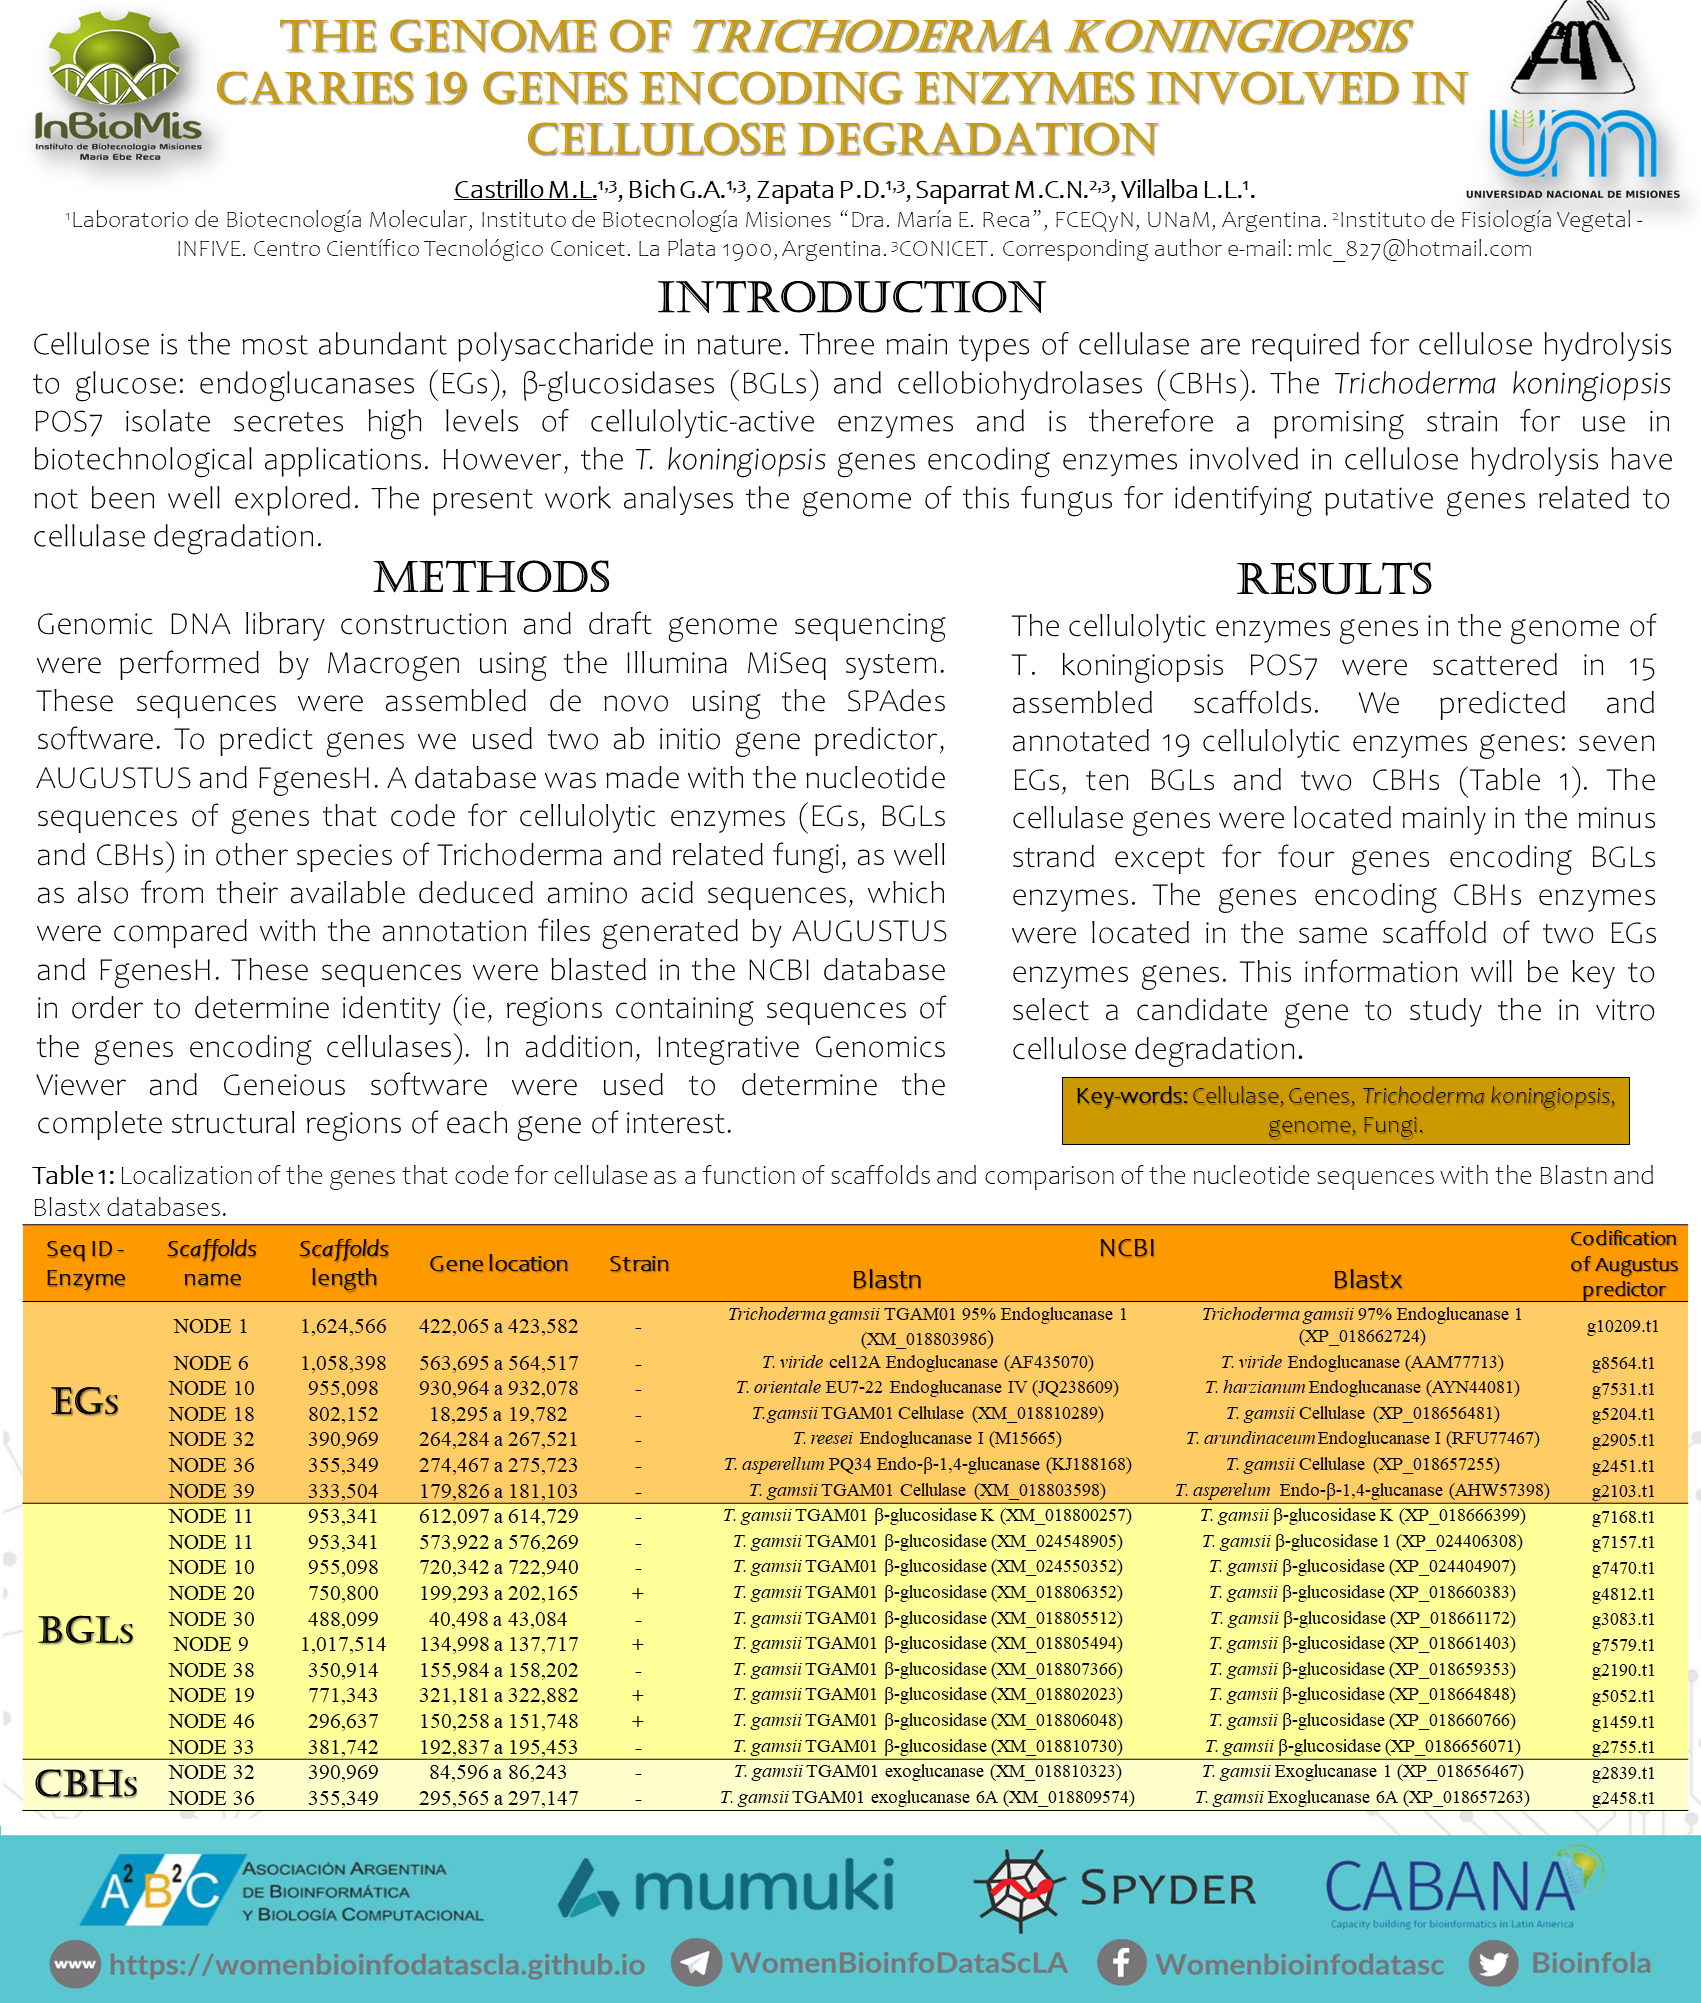 THE GENOME OF TRICHODERMA KONINGIOPSIS
CARRIES 19 GENES ENCODING ENZYMES INVOLVED IN
CELLULOSE DEGRADATION
InBioMis
Instituto de Biotecnología Misiones
María Ebe Reca
UNIVERSIDAD NACIONAL DE MISIONES
Castrillo M.L.¹,³, Bich G.A.¹,³, Zapata P.D.¹,³, Saparrat M.C.N.²,³, Villalba L.L.¹.
¹Laboratorio de Biotecnología Molecular, Instituto de Biotecnología Misiones “Dra. María E. Reca”, FCEQyN, UNaM, Argentina. ²Instituto de Fisiología Vegetal -
INFIVE. Centro Científico Tecnológico Conicet. La Plata 1900, Argentina. ³CONICET. Corresponding author e-mail: mlc_827@hotmail.com
INTRODUCTION
Cellulose is the most abundant polysaccharide in nature. Three main types of cellulase are required for cellulose hydrolysis
to glucose: endoglucanases (EGs), β-glucosidases (BGLs) and cellobiohydrolases (CBHs). The Trichoderma koningiopsis
POS7 isolate secretes high levels of cellulolytic-active enzymes and is therefore a promising strain for use in
biotechnological applications. However, the T. koningiopsis genes encoding enzymes involved in cellulose hydrolysis have
not been well explored. The present work analyses the genome of this fungus for identifying putative genes related to
cellulase degradation.
METHODS
Genomic DNA library construction and draft genome sequencing
were performed by Macrogen using the Illumina MiSeq system.
These sequences were assembled de novo using the SPAdes
software. To predict genes we used two ab initio gene predictor,
AUGUSTUS and FgenesH. A database was made with the nucleotide
sequences of genes that code for cellulolytic enzymes (EGs, BGLs
and CBHs) in other species of Trichoderma and related fungi, as well
as also from their available deduced amino acid sequences, which
were compared with the annotation files generated by AUGUSTUS
and FgenesH. These sequences were blasted in the NCBI database
in order to determine identity (ie, regions containing sequences of
the genes encoding cellulases). In addition, Integrative Genomics
Viewer and Geneious software were used to determine the
complete structural regions of each gene of interest.
RESULTS
The cellulolytic enzymes genes in the genome of
T. koningiopsis POS7 were scattered in 15
assembled scaffolds. We predicted and
annotated 19 cellulolytic enzymes genes: seven
EGs, ten BGLs and two CBHs (Table 1). The
cellulase genes were located mainly in the minus
strand except for four genes encoding BGLs
enzymes. The genes encoding CBHs enzymes
were located in the same scaffold of two EGs
enzymes genes. This information will be key to
select a candidate gene to study the in vitro
cellulose degradation.
Key-words: Cellulase, Genes, Trichoderma koningiopsis,
genome, Fungi.
Table 1: Localization of the genes that code for cellulase as a function of scaffolds and comparison of the nucleotide sequences with the Blastn and
Blastx databases.
Seq ID - Enzyme Scaffolds name Scaffolds length Gene location Strain NCBI Blastn Blastx Codification of Augustus predictor
EGs
NODE 1 1,624,566 422,065 a 423,582 - Trichoderma gamsii TGAM01 95% Endoglucanase 1 (XM_018803986) Trichoderma gamsii 97% Endoglucanase 1 (XP_018662724) g10209.t1
NODE 6 1,058,398 563,695 a 564,517 - T. viride cel12A Endoglucanase (AF435070) T. viride Endoglucanase (AAM77713) g8564.t1
NODE 10 955,098 930,964 a 932,078 - T. orientale EU7-22 Endoglucanase IV (JQ238609) T. harzianum Endoglucanase (AYN44081) g7531.t1
NODE 18 802,152 18,295 a 19,782 - T.gamsii TGAM01 Cellulase (XM_018810289) T. gamsii Cellulase (XP_018656481) g5204.t1
NODE 32 390,969 264,284 a 267,521 - T. reesei Endoglucanase I (M15665) T. arundinaceum Endoglucanase I (RFU77467) g2905.t1
NODE 36 355,349 274,467 a 275,723 - T. asperellum PQ34 Endo-β-1,4-glucanase (KJ188168) T. gamsii Cellulase (XP_018657255) g2451.t1
NODE 39 333,504 179,826 a 181,103 - T. gamsii TGAM01 Cellulase (XM_018803598) T. asperelum Endo-β-1,4-glucanase (AHW57398) g2103.t1
BGLs
NODE 11 953,341 612,097 a 614,729 - T. gamsii TGAM01 β-glucosidase K (XM_018800257) T. gamsii β-glucosidase K (XP_018666399) g7168.t1
NODE 11 953,341 573,922 a 576,269 - T. gamsii TGAM01 β-glucosidase (XM_024548905) T. gamsii β-glucosidase 1 (XP_024406308) g7157.t1
NODE 10 955,098 720,342 a 722,940 - T. gamsii TGAM01 β-glucosidase (XM_024550352) T. gamsii β-glucosidase (XP_024404907) g7470.t1
NODE 20 750,800 199,293 a 202,165 + T. gamsii TGAM01 β-glucosidase (XM_018806352) T. gamsii β-glucosidase (XP_018660383) g4812.t1
NODE 30 488,099 40,498 a 43,084 - T. gamsii TGAM01 β-glucosidase (XM_018805512) T. gamsii β-glucosidase (XP_018661172) g3083.t1
NODE 9 1,017,514 134,998 a 137,717 + T. gamsii TGAM01 β-glucosidase (XM_018805494) T. gamsii β-glucosidase (XP_018661403) g7579.t1
NODE 38 350,914 155,984 a 158,202 - T. gamsii TGAM01 β-glucosidase (XM_018807366) T. gamsii β-glucosidase (XP_018659353) g2190.t1
NODE 19 771,343 321,181 a 322,882 + T. gamsii TGAM01 β-glucosidase (XM_018802023) T. gamsii β-glucosidase (XP_018664848) g5052.t1
NODE 46 296,637 150,258 a 151,748 + T. gamsii TGAM01 β-glucosidase (XM_018806048) T. gamsii β-glucosidase (XP_018660766) g1459.t1
NODE 33 381,742 192,837 a 195,453 - T. gamsii TGAM01 β-glucosidase (XM_018810730) T. gamsii β-glucosidase (XP_0186656071) g2755.t1
CBHs
NODE 32 390,969 84,596 a 86,243 - T. gamsii TGAM01 exoglucanase (XM_018810323) T. gamsii Exoglucanase 1 (XP_018656467) g2839.t1
NODE 36 355,349 295,565 a 297,147 - T. gamsii TGAM01 exoglucanase 6A (XM_018809574) T. gamsii Exoglucanase 6A (XP_018657263) g2458.t1
A²B²C ASOCIACIÓN ARGENTINA
DE BIOINFORMÁTICA
Y BIOLOGÍA COMPUTACIONAL
mumuki
SPYDER
CABANA
Capacity building for bioinformatics in Latin America
www https://womenbioinfodatascla.github.io WomenBioinfoDataScLA Womenbioinfodatasc Bioinfola